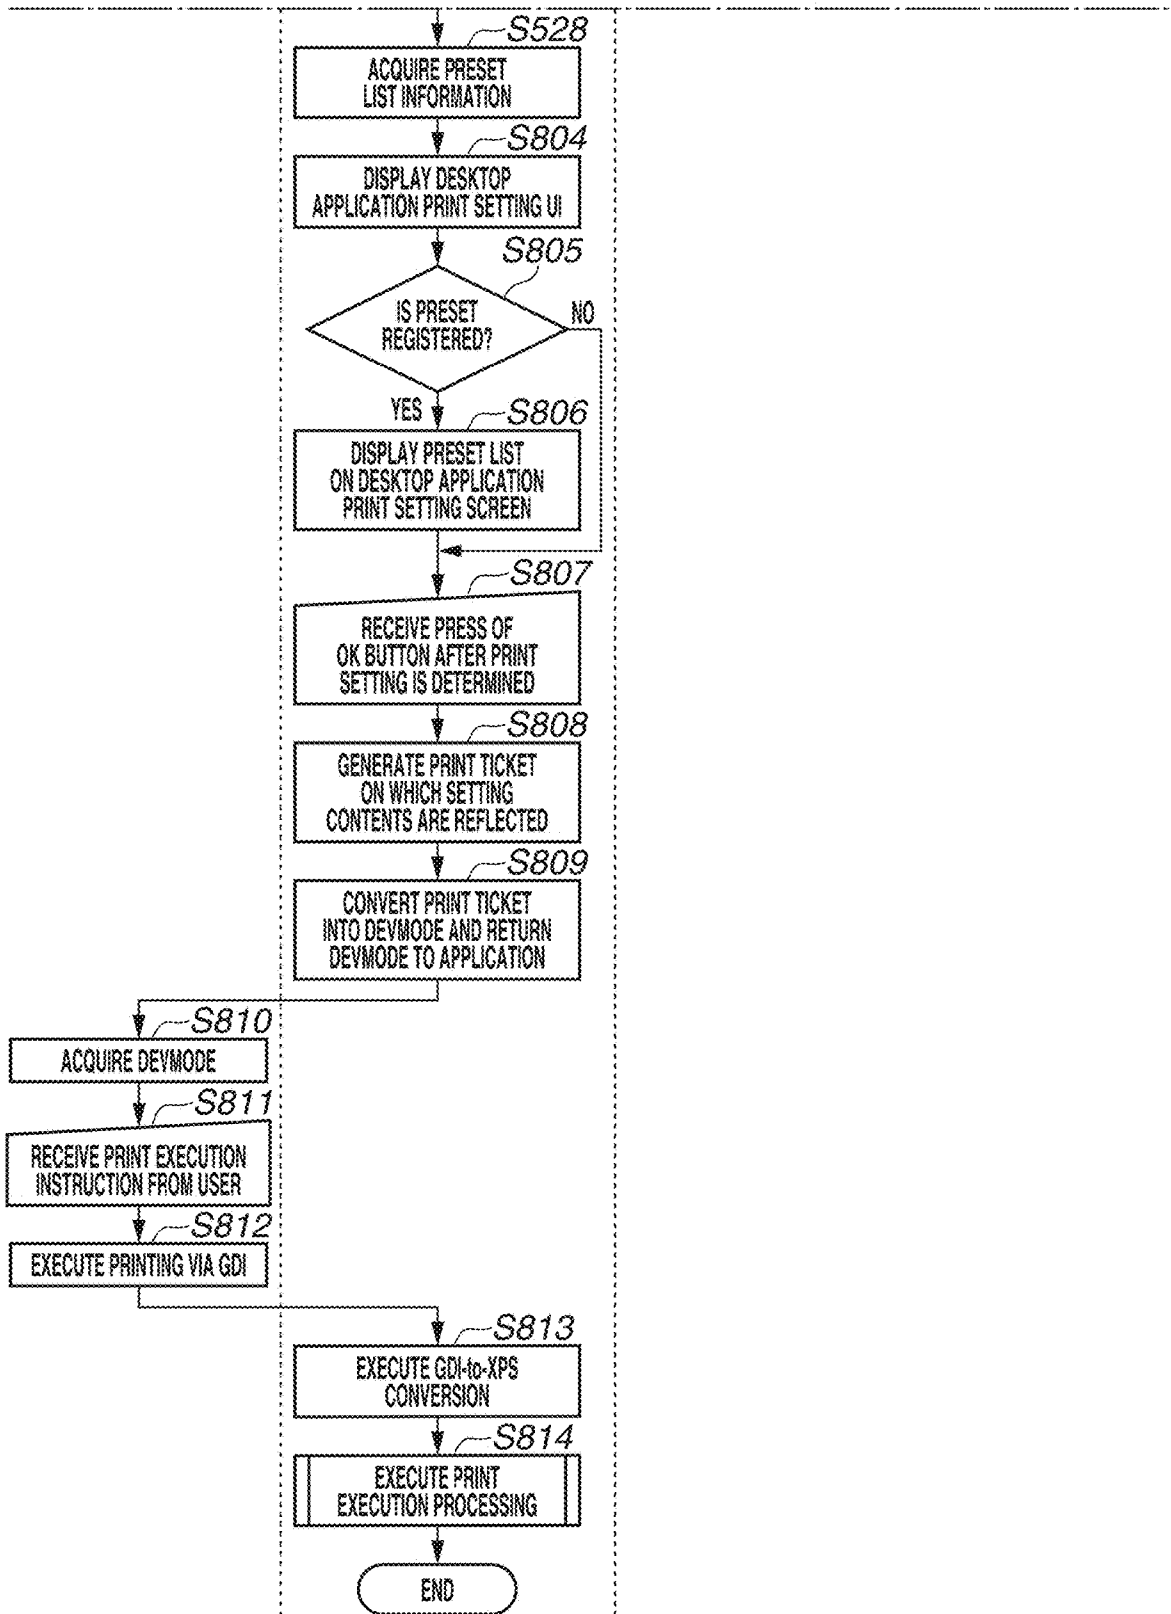 S528
ACQUIRE PRESET
LIST INFORMATION
S804
DISPLAY DESKTOP
APPLICATION PRINT SETTING UI
S805
IS PRESET
REGISTERED?
NO
YES
S806
DISPLAY PRESET LIST
ON DESKTOP APPLICATION
PRINT SETTING SCREEN
S807
RECEIVE PRESS OF
OK BUTTON AFTER PRINT
SETTING IS DETERMINED
S808
GENERATE PRINT TICKET
ON WHICH SETTING
CONTENTS ARE REFLECTED
S809
CONVERT PRINT TICKET
INTO DEVMODE AND RETURN
DEVMODE TO APPLICATION
S810
ACQUIRE DEVMODE
S811
RECEIVE PRINT EXECUTION
INSTRUCTION FROM USER
S812
EXECUTE PRINTING VIA GDI
S813
EXECUTE GDI-to-XPS
CONVERSION
S814
EXECUTE PRINT
EXECUTION PROCESSING
END